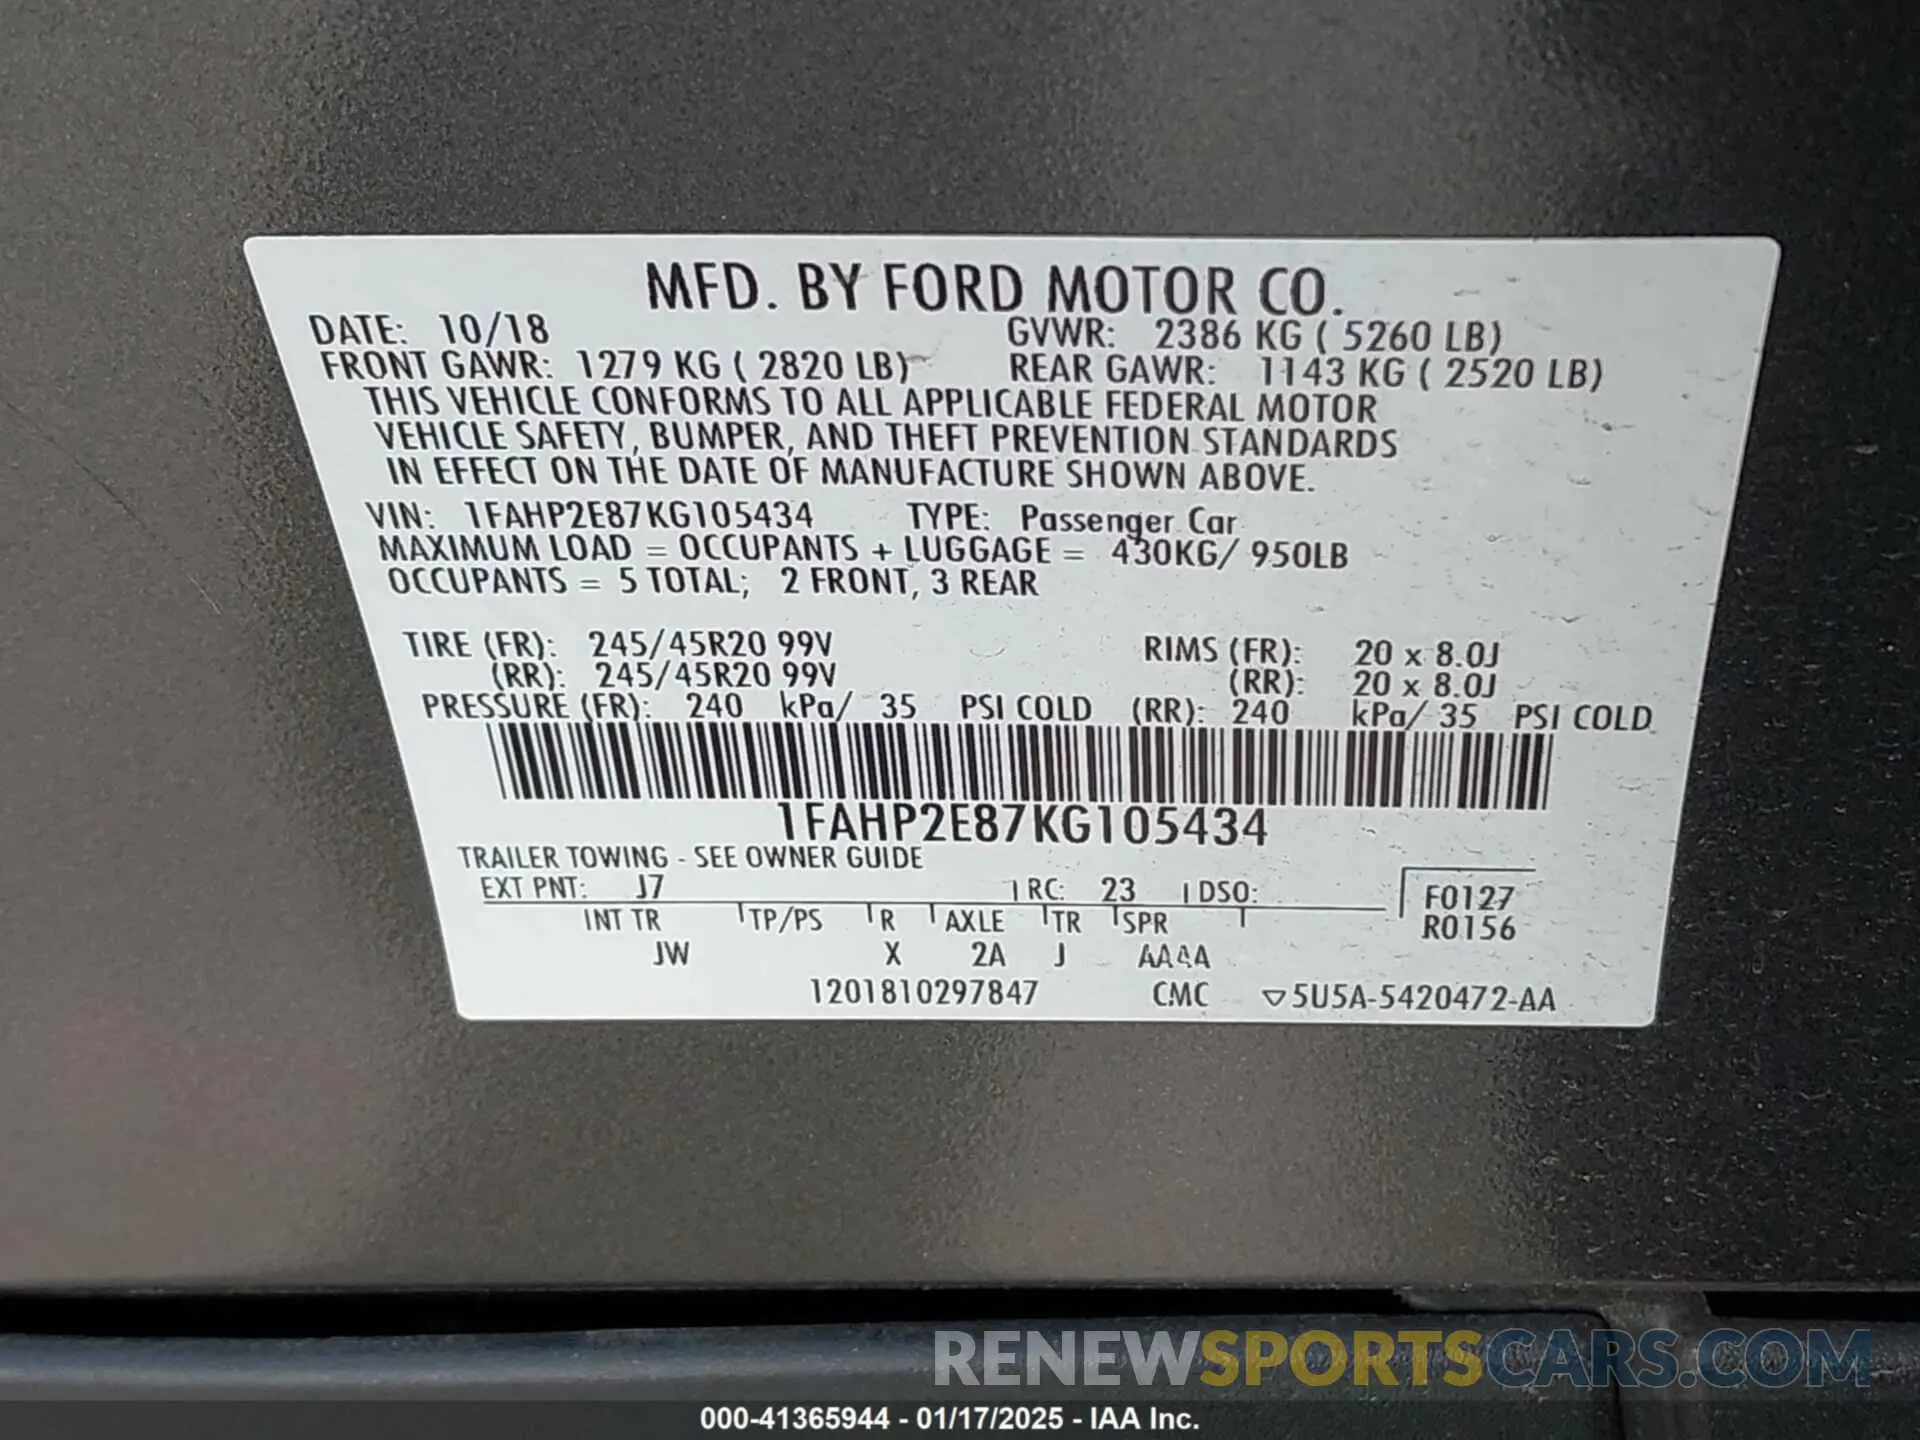 MFD. BY FORD MOTOR CO.
DATE: 10/18 GVWR: 2386 KG ( 5260 LB)
FRONT GAWR: 1279 KG ( 2820 LB) REAR GAWR: 1143 KG ( 2520 LB)
THIS VEHICLE CONFORMS TO ALL APPLICABLE FEDERAL MOTOR
VEHICLE SAFETY, BUMPER, AND THEFT PREVENTION STANDARDS
IN EFFECT ON THE DATE OF MANUFACTURE SHOWN ABOVE.
VIN: 1FAHP2E87KG105434 TYPE: Passenger Car
MAXIMUM LOAD = OCCUPANTS + LUGGAGE = 430KG/ 950LB
OCCUPANTS = 5 TOTAL; 2 FRONT, 3 REAR
TIRE (FR): 245/45R20 99V RIMS (FR): 20 x 8.0J
(RR): 245/45R20 99V (RR): 20 x 8.0J
PRESSURE (FR): 240 kPa/ 35 PSI COLD (RR): 240 kPa/ 35 PSI COLD
1FAHP2E87KG105434
TRAILER TOWING - SEE OWNER GUIDE
EXT PNT: J7 RC: 23 DSO: F0127
INT TR TP/PS R AXLE TR SPR R0156
JW X 2A J AAAA
1201810297847 CMC ▽5U5A-5420472-AA
RENEWSPORTSCARS.COM
000-41365944 - 01/17/2025 - IAA Inc.